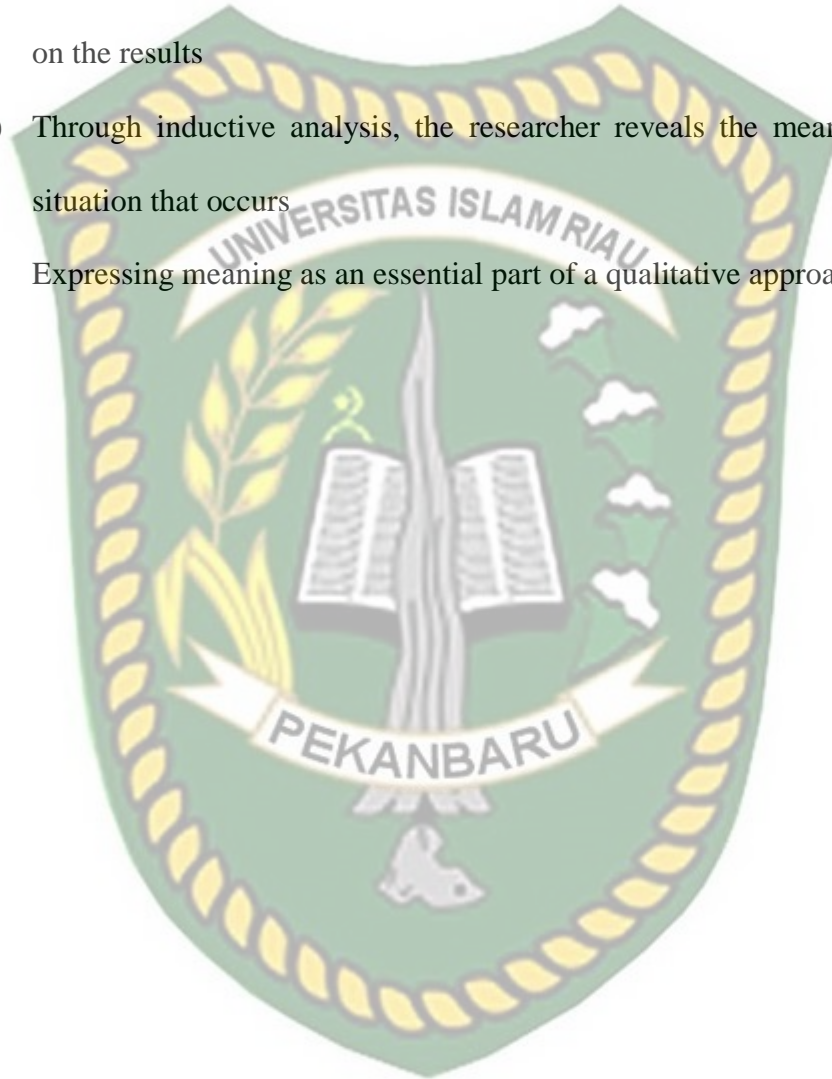 on the results
) Through inductive analysis, the researcher reveals the mea
situation that occurs
UNIVERSITAS ISLAM RIAU
Expressing meaning as an essential part of a qualitative approa
PEKANBARU